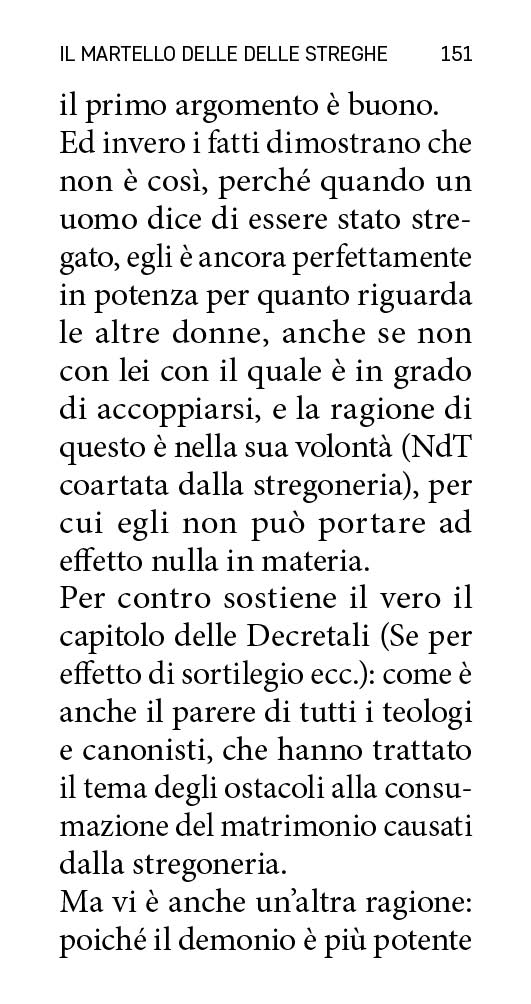 IL MARTELLO DELLE DELLE STREGHE 151
il primo argomento è buono.
Ed invero i fatti dimostrano che
non è così, perché quando un
uomo dice di essere stato stre-
gato, egli è ancora perfettamente
in potenza per quanto riguarda
le altre donne, anche se non
con lei con il quale è in grado
di accoppiarsi, e la ragione di
questo è nella sua volontà (NdT
coartata dalla stregoneria), per
cui egli non può portare ad
effetto nulla in materia.
Per contro sostiene il vero il
capitolo delle Decretali (Se per
effetto di sortilegio ecc.): come è
anche il parere di tutti i teologi
e canonisti, che hanno trattato
il tema degli ostacoli alla consu-
mazione del matrimonio causati
dalla stregoneria.
Ma vi è anche un’altra ragione:
poiché il demonio è più potente